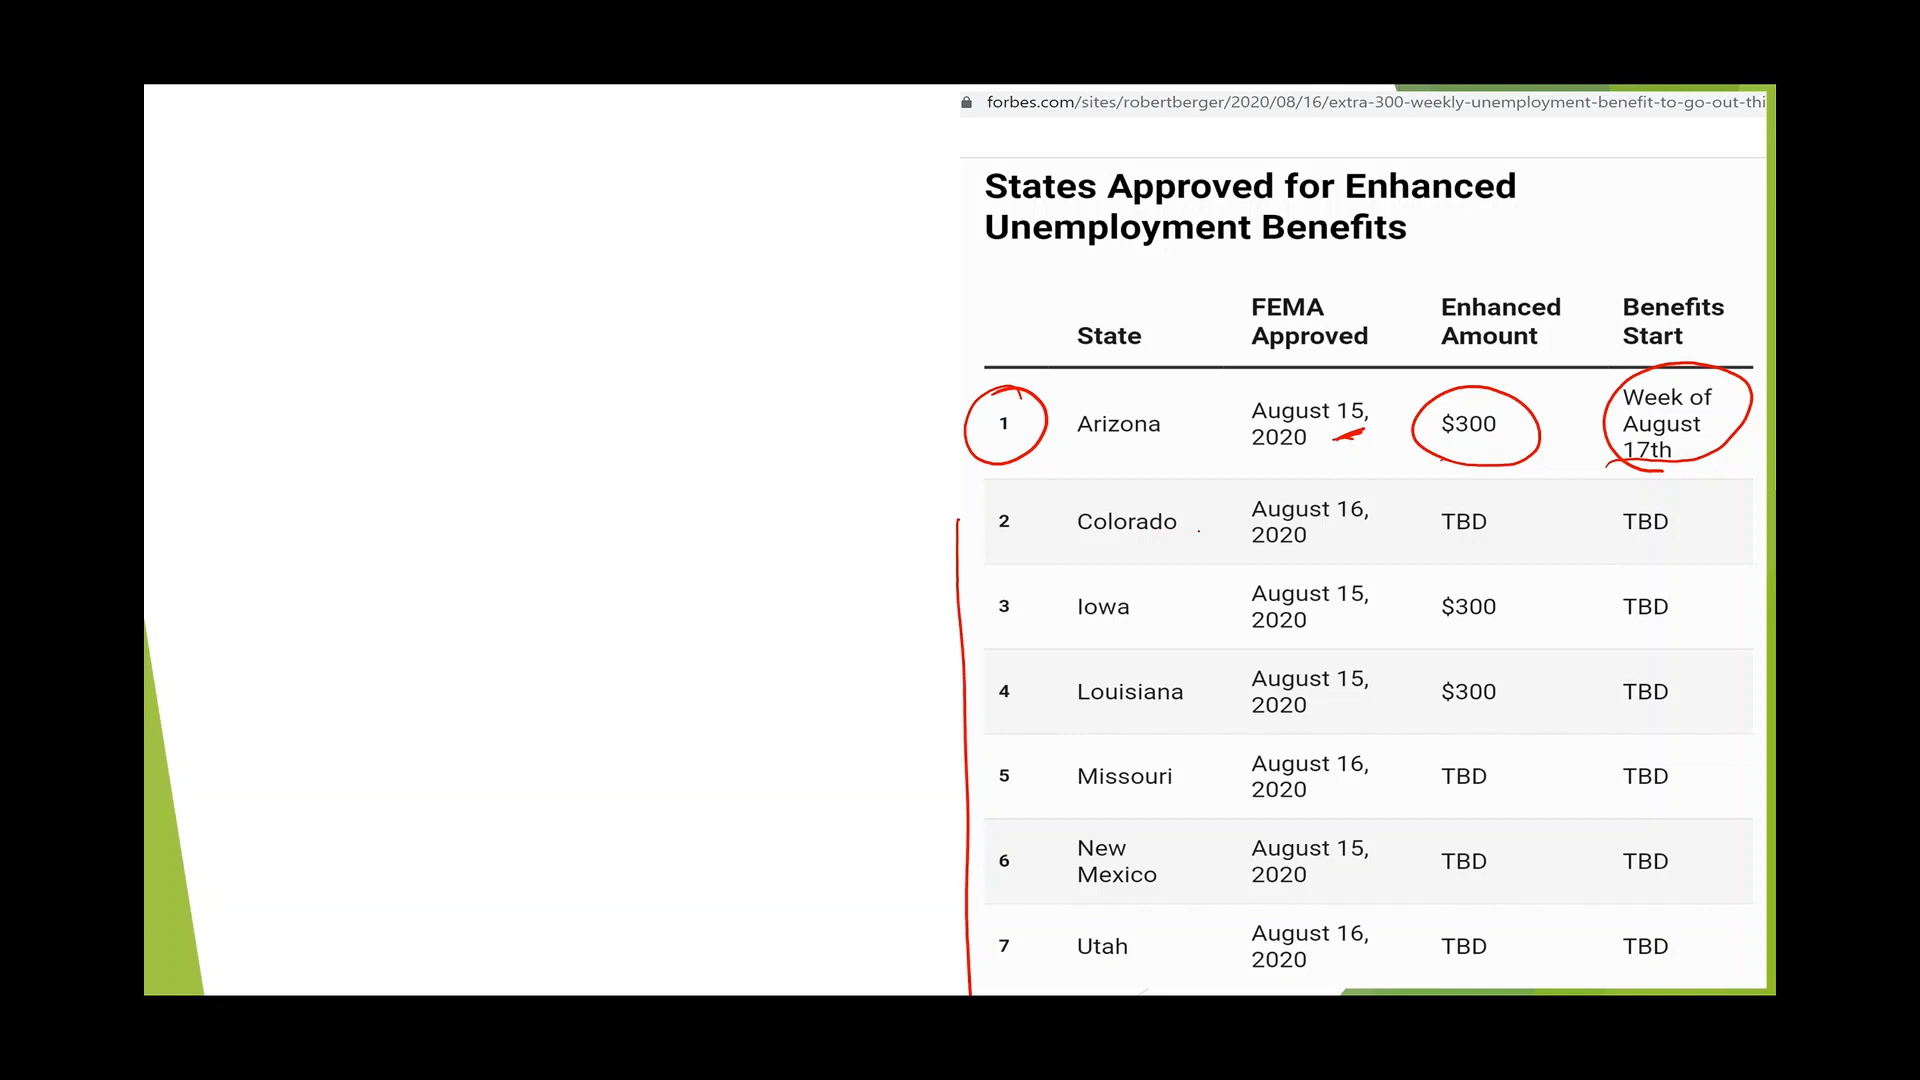 forbes.com/sites/robertberger/2020/08/16/extra-300-weekly-unemployment-benefit-to-go-out-thi
States Approved for Enhanced
Unemployment Benefits
State
FEMA
Approved
Enhanced
Amount
Benefits
Start
1
Arizona
August 15,
2020
$300
Week of
August
17th
2
Colorado
August 16,
2020
TBD
TBD
3
Iowa
August 15,
2020
$300
TBD
4
Louisiana
August 15,
2020
$300
TBD
5
Missouri
August 16,
2020
TBD
TBD
6
New
Mexico
August 15,
2020
TBD
TBD
7
Utah
August 16,
2020
TBD
TBD